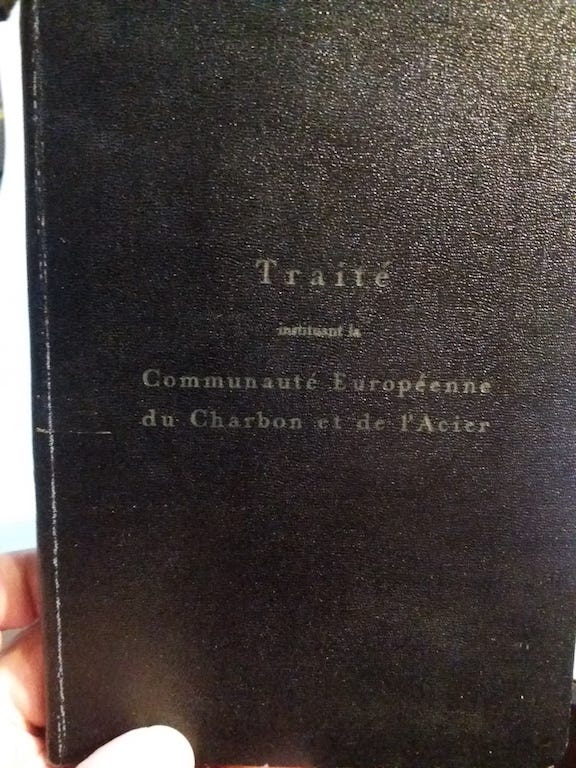 Traité
instituant la
Communauté Européenne
du Charbon et de l'Acier